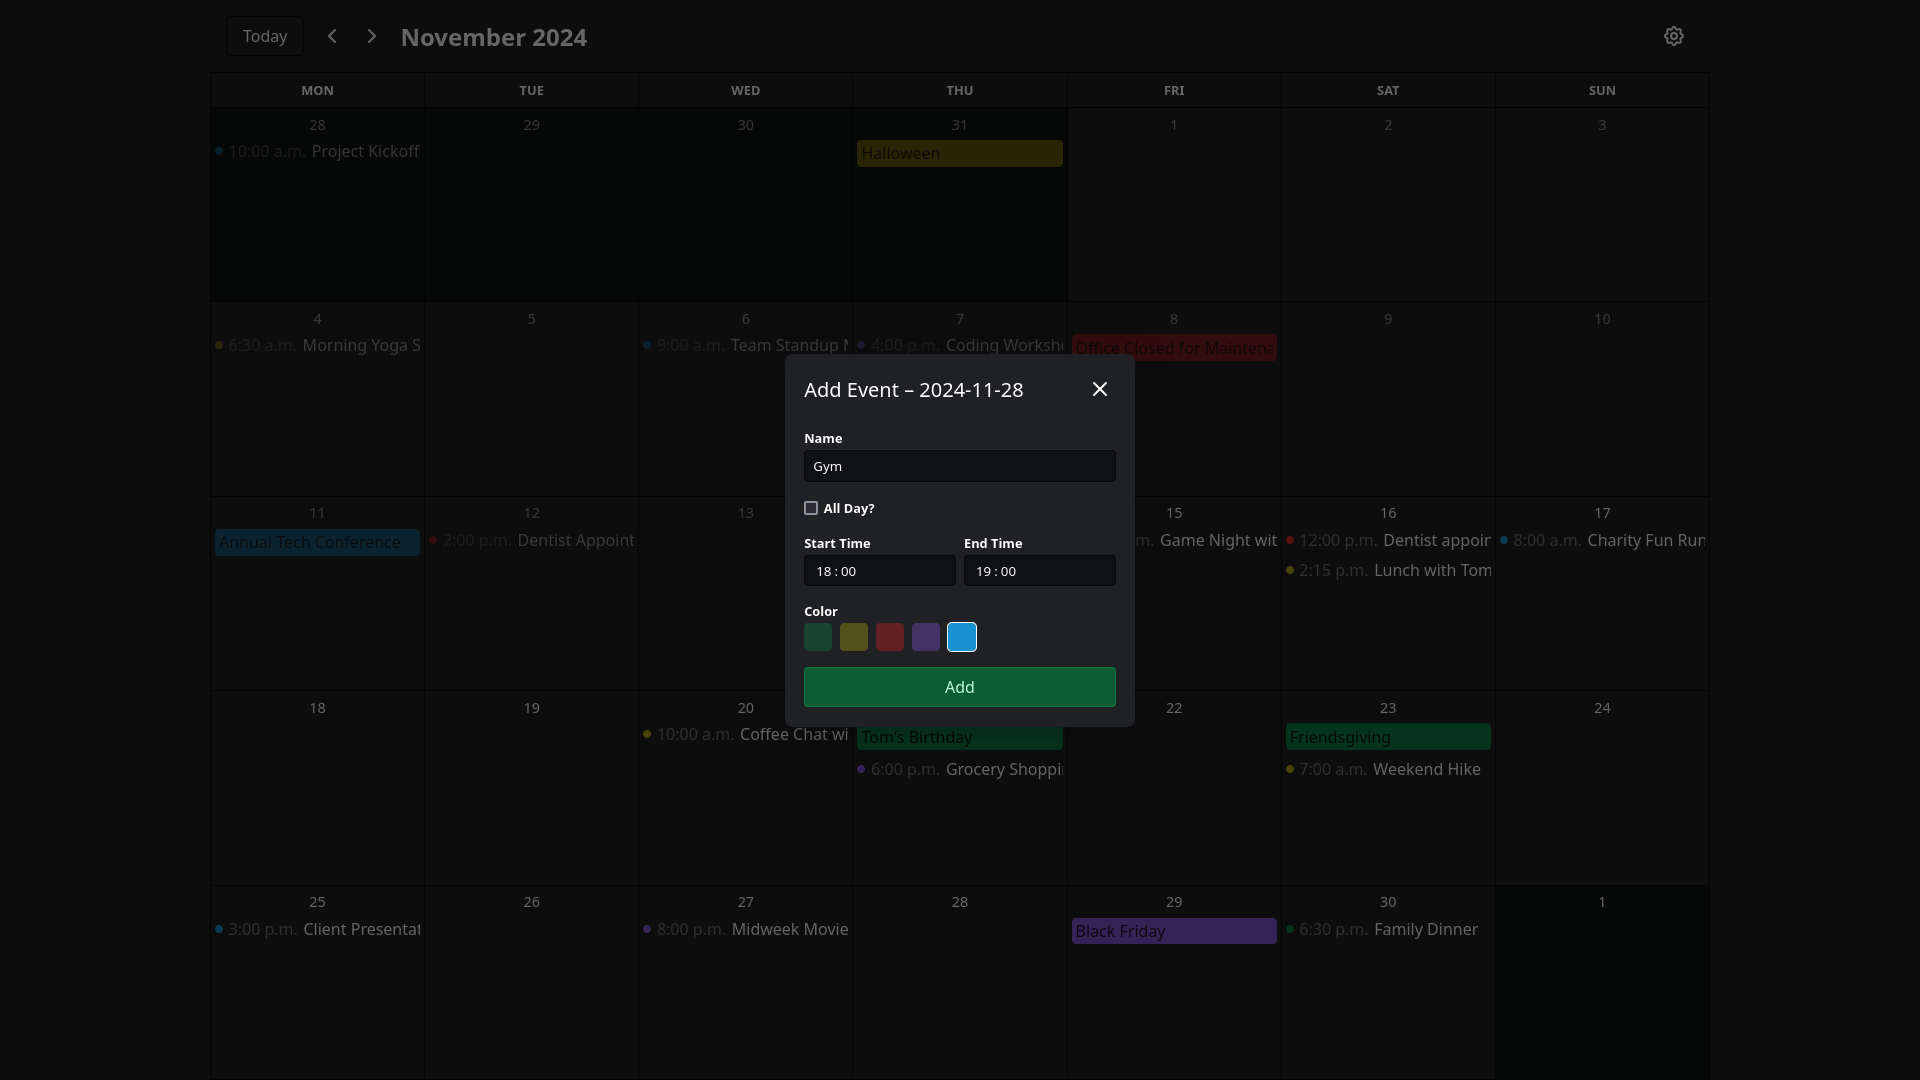 Today
November 2024
MON TUE WED THU FRI SAT SUN
28 29 30 31 1 2 3
10:00 a.m. Project Kickoff
Halloween
4 5 6 7 8 9 10
6:30 a.m. Morning Yoga S
9:00 a.m. Team Standup
4:00 p.m. Coding Worksh
Office Closed for Maintena
Add Event – 2024-11-28
Name
Gym
All Day?
Start Time End Time
18 : 00 19 : 00
Color
Add
11 12 13 15 16 17
Annual Tech Conference
2:00 p.m. Dentist Appoint
m. Game Night wit
12:00 p.m. Dentist appoin
8:00 a.m. Charity Fun Run
2:15 p.m. Lunch with Tom
18 19 20 22 23 24
10:00 a.m. Coffee Chat wi
Tom's Birthday
Friendsgiving
6:00 p.m. Grocery Shoppi
7:00 a.m. Weekend Hike
25 26 27 28 29 30 1
3:00 p.m. Client Presentat
8:00 p.m. Midweek Movie
Black Friday
6:30 p.m. Family Dinner